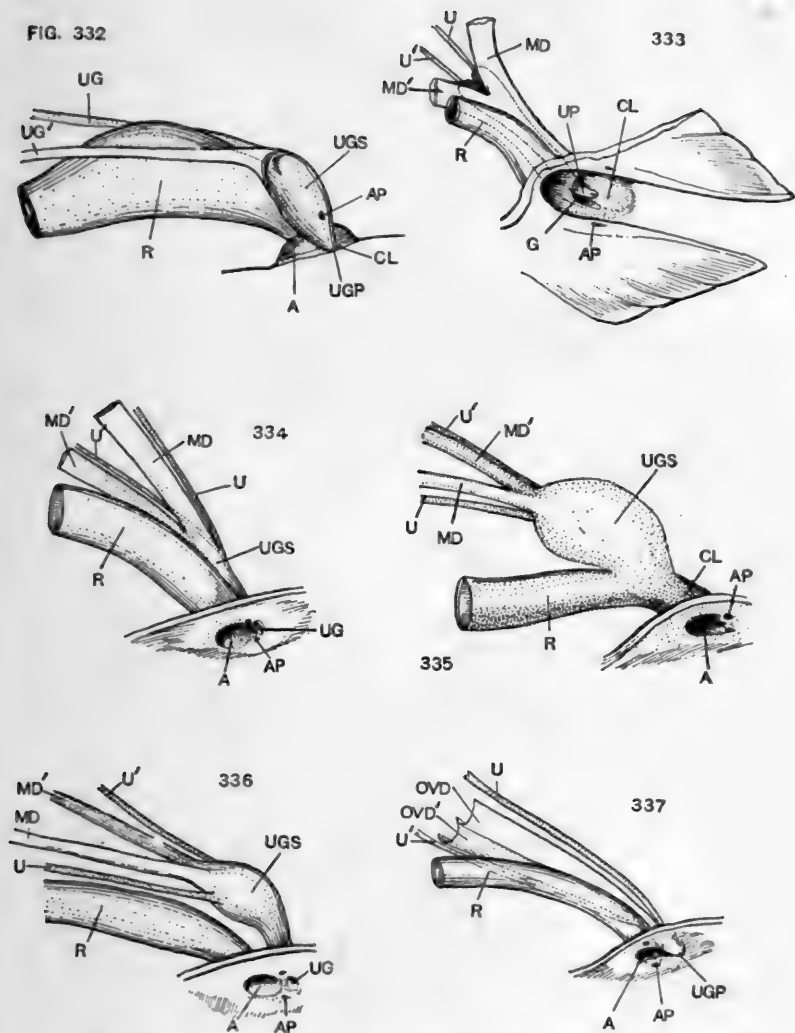 FIG. 332
UG
UG'
UGS
AP
R
CL
A
UGP
333
U
MD
U'
MD'
R
UP
CL
G
AP
334
MD'
U'
MD
U
UGS
R
UG
A
AP
335
U'
MD'
UGS
MD
U
CL
AP
R
A
336
MD'
U'
MD
UGS
U
R
UG
A
AP
337
U
OVD
OVD'
U'
R
UGP
A
AP